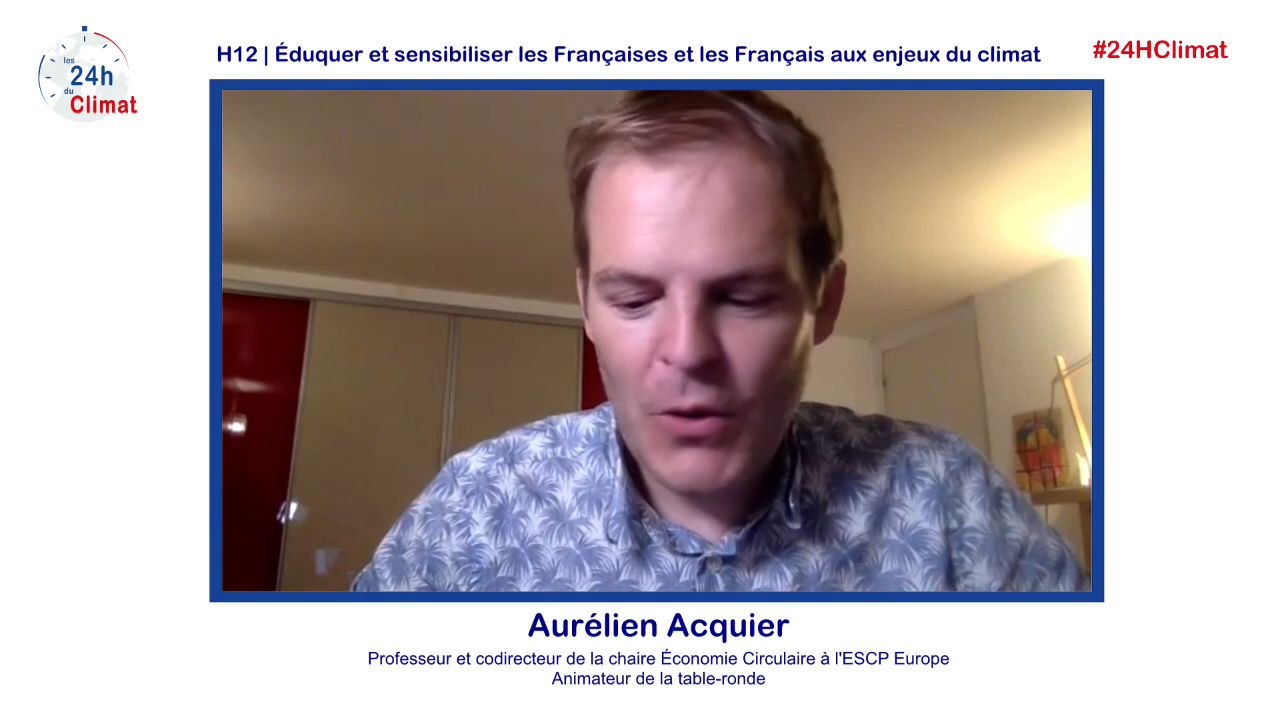 les
24h
du
Climat
H12 | Éduquer et sensibiliser les Françaises et les Français aux enjeux du climat
#24HClimat
Aurélien Acquier
Professeur et codirecteur de la chaire Économie Circulaire à l'ESCP Europe
Animateur de la table-ronde